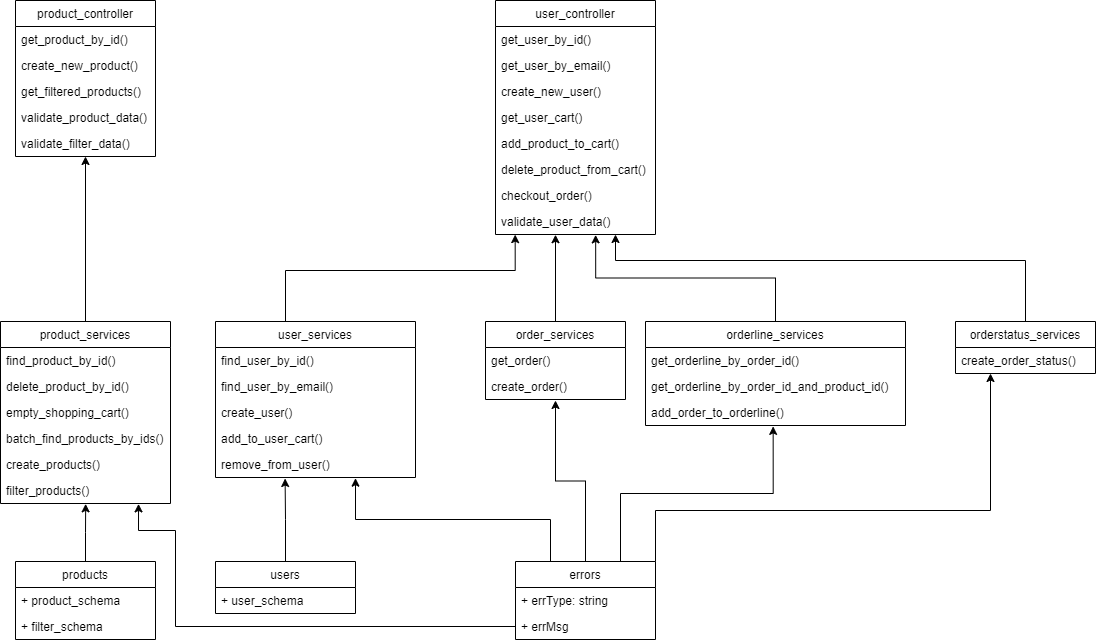 product_controller
get_product_by_id()
create_new_product()
get_filtered_products()
validate_product_data()
validate_filter_data()
user_controller
get_user_by_id()
get_user_by_email()
create_new_user()
get_user_cart()
add_product_to_cart()
delete_product_from_cart()
checkout_order()
validate_user_data()
product_services
find_product_by_id()
delete_product_by_id()
empty_shopping_cart()
batch_find_products_by_ids()
create_products()
filter_products()
user_services
find_user_by_id()
find_user_by_email()
create_user()
add_to_user_cart()
remove_from_user()
order_services
get_order()
create_order()
orderline_services
get_orderline_by_order_id()
get_orderline_by_order_id_and_product_id()
add_order_to_orderline()
orderstatus_services
create_order_status()
products
+ product_schema
+ filter_schema
users
+ user_schema
errors
+ errType: string
+ errMsg